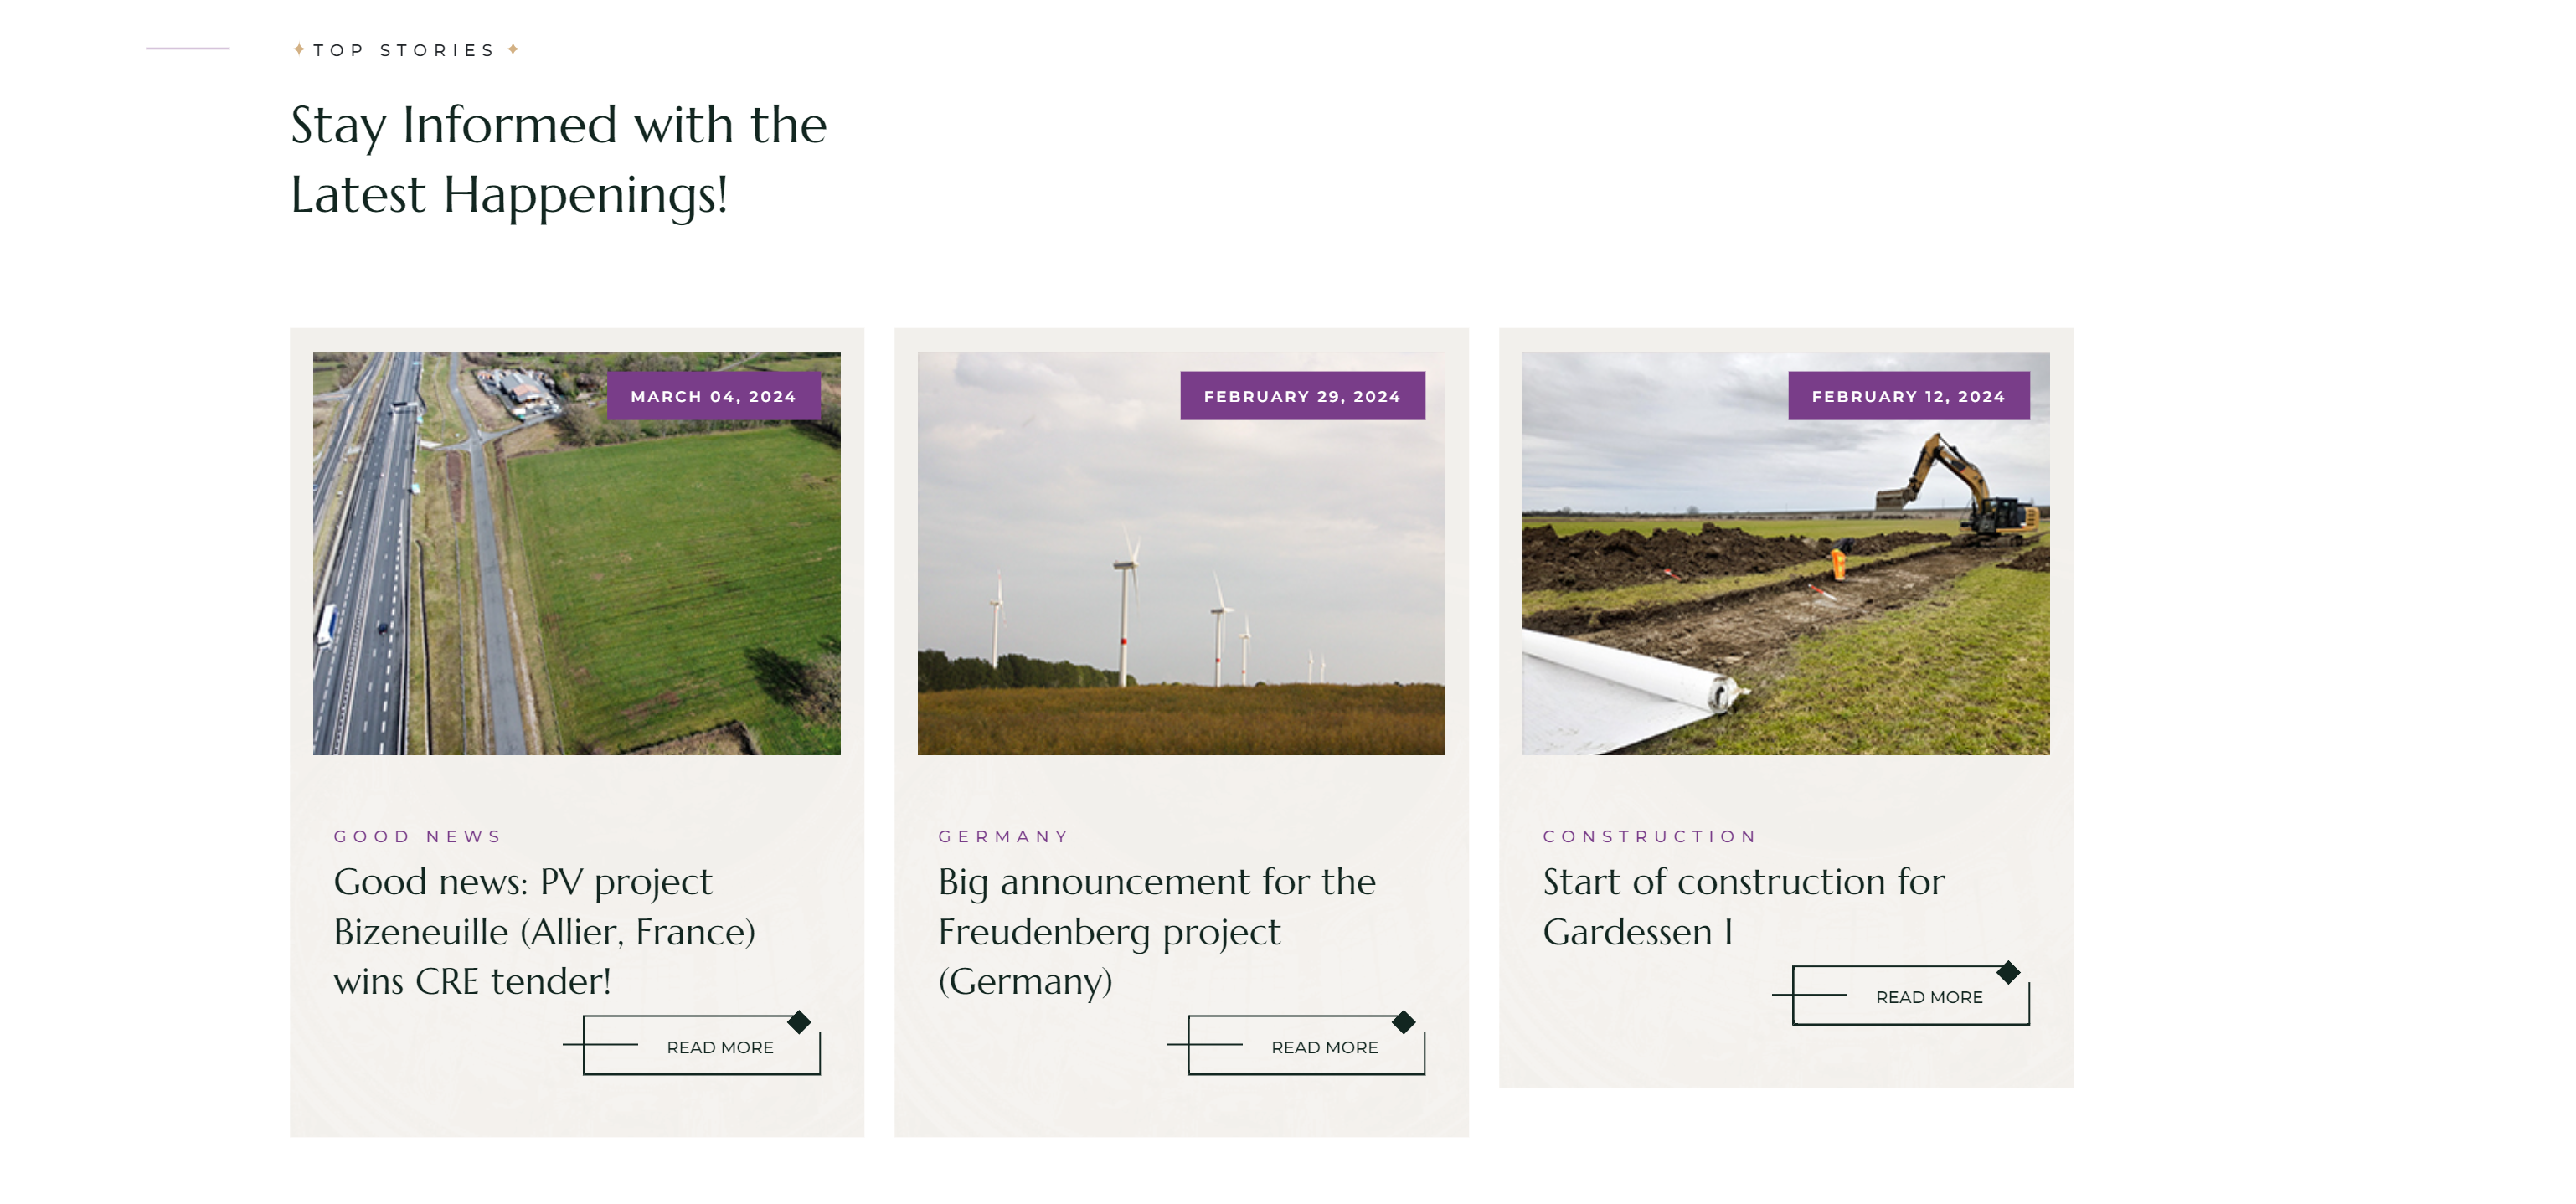 TOP STORIES
Stay Informed with the
Latest Happenings!
MARCH 04, 2024
GOOD NEWS
Good news: PV project
Bizeneuille (Allier, France)
wins CRE tender!
READ MORE
FEBRUARY 29, 2024
GERMANY
Big announcement for the
Freudenberg project
(Germany)
READ MORE
FEBRUARY 12, 2024
CONSTRUCTION
Start of construction for
Gardessen I
READ MORE